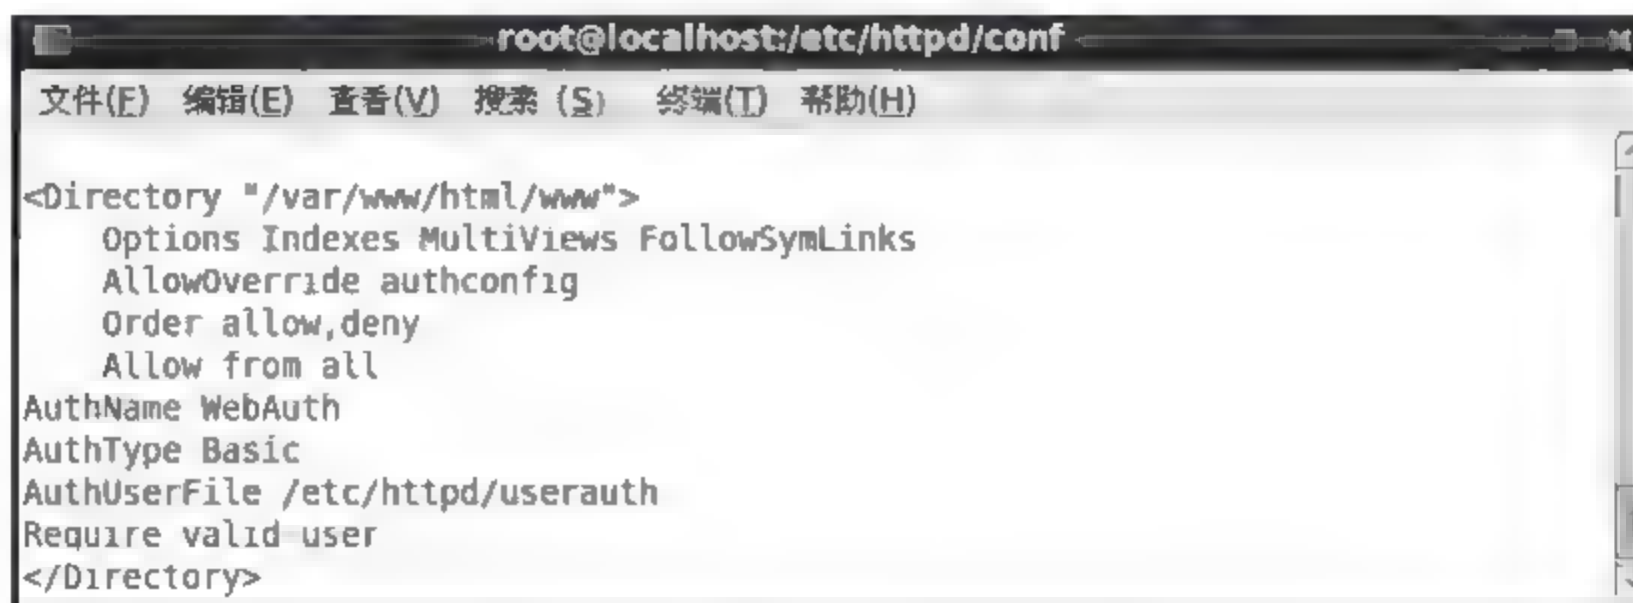 root@localhost:/etc/httpd/conf
文件(F) 编辑(E) 查看(V) 搜索 (S) 终端(T) 帮助(H)
<Directory "/var/www/html/www">
    Options Indexes MultiViews FollowSymLinks
    AllowOverride authconfig
    Order allow,deny
    Allow from all
AuthName WebAuth
AuthType Basic
AuthUserFile /etc/httpd/userauth
Require valid-user
</Directory>